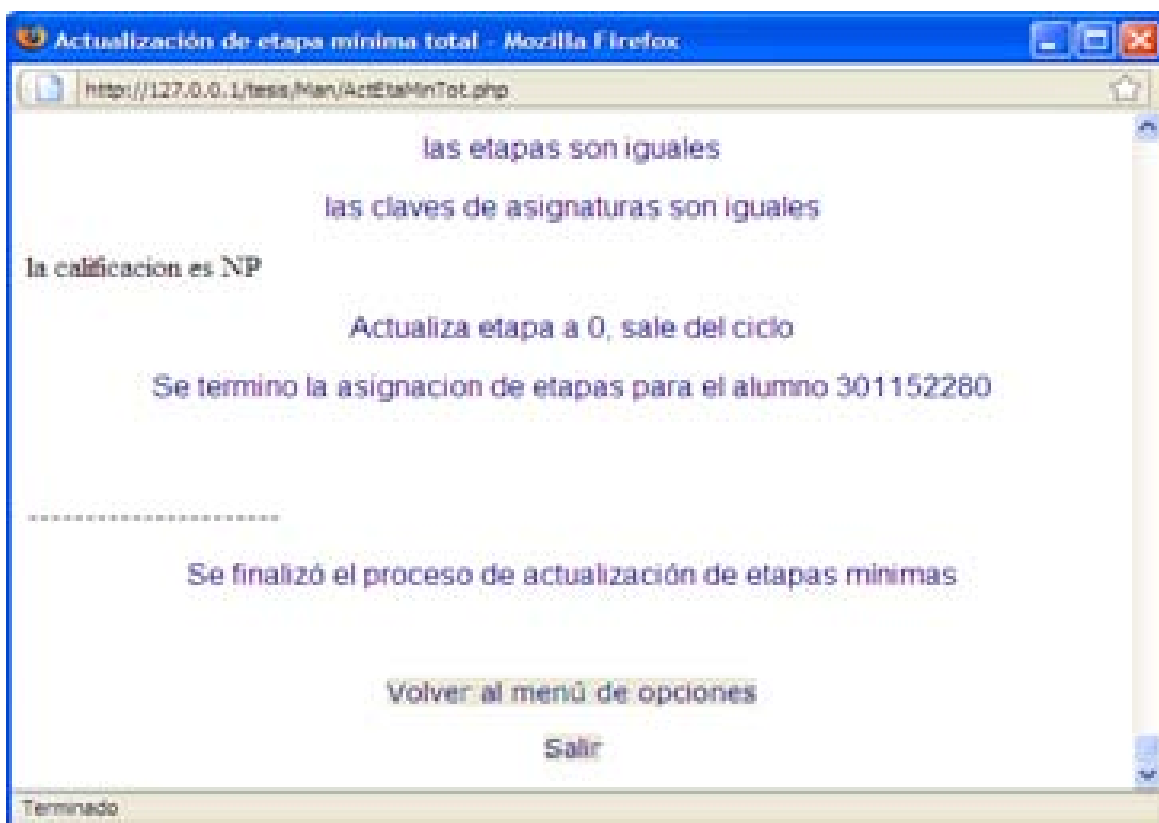 Actualización de etapa mínima total - Mozilla Firefox
http://127.0.0.1/tesis/Man/ActEtaMinTot.php
las etapas son iguales
las claves de asignaturas son iguales
la calificacion es NP
Actualiza etapa a 0, sale del ciclo
Se termino la asignacion de etapas para el alumno 301152280
-----------------------
Se finalizó el proceso de actualización de etapas mínimas
Volver al menú de opciones
Salir
Terminado